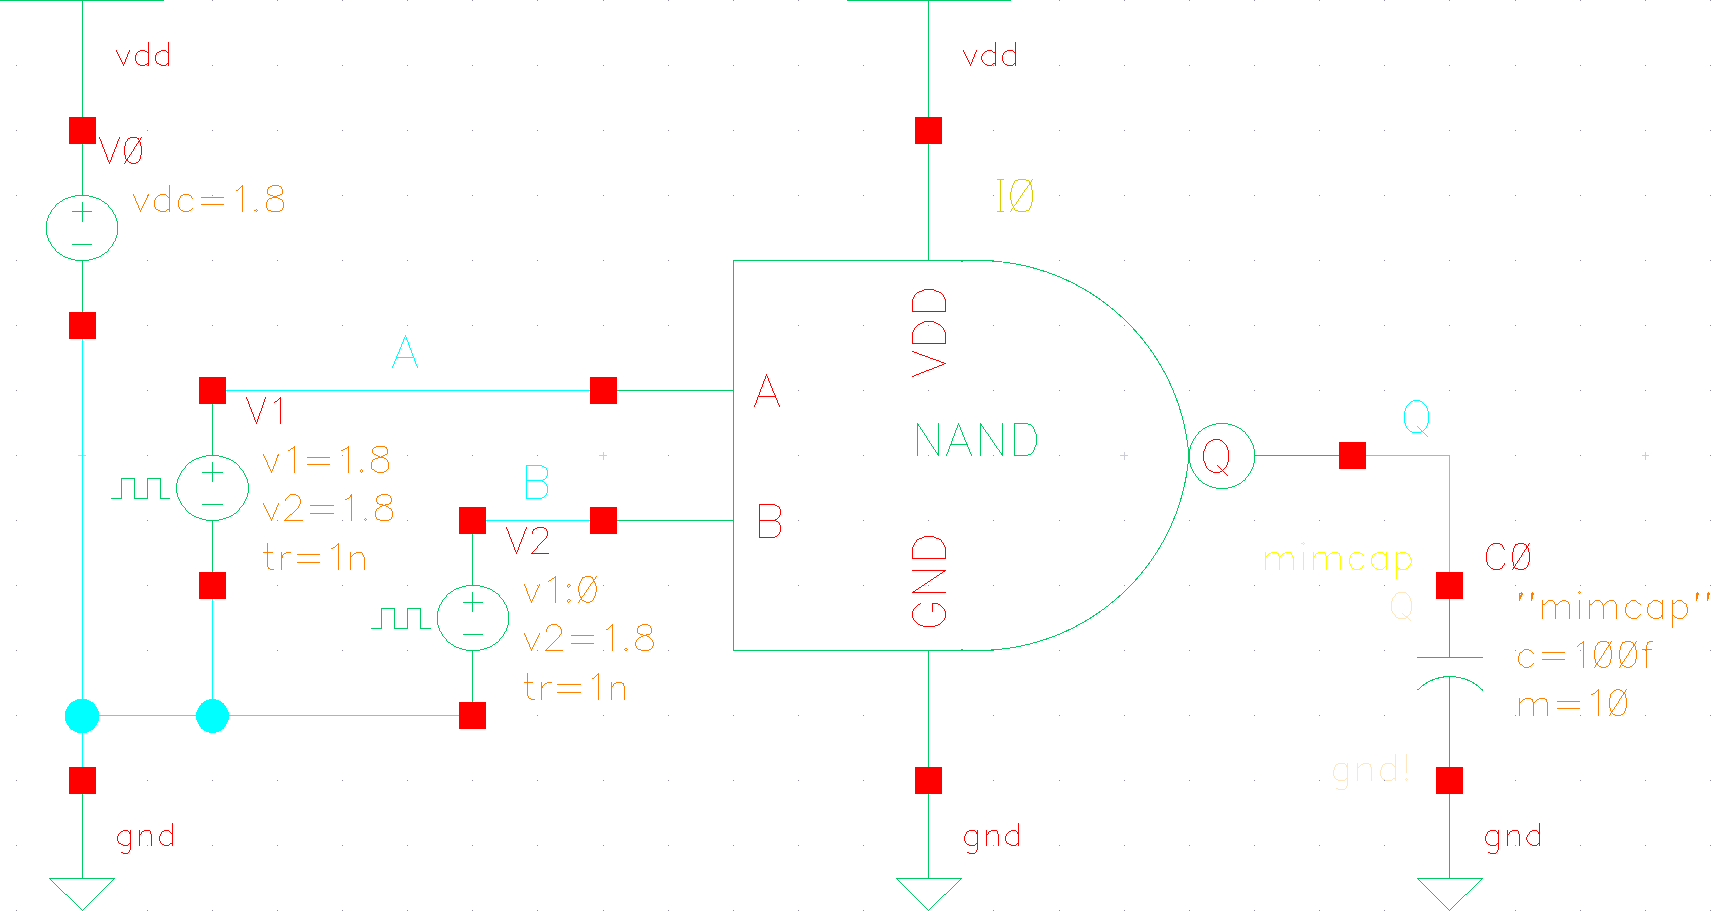 vdd
vdd
V0
vdc=1.8
I0
A
V1
v1=1.8
v2=1.8
tr=1n
B
V2
v1:0
v2=1.8
tr=1n
A
B
VDD
NAND
GND
Q
Q
mimcap
Q
gnd!
C0
"mimcap"
c=100f
m=10
gnd
gnd
gnd